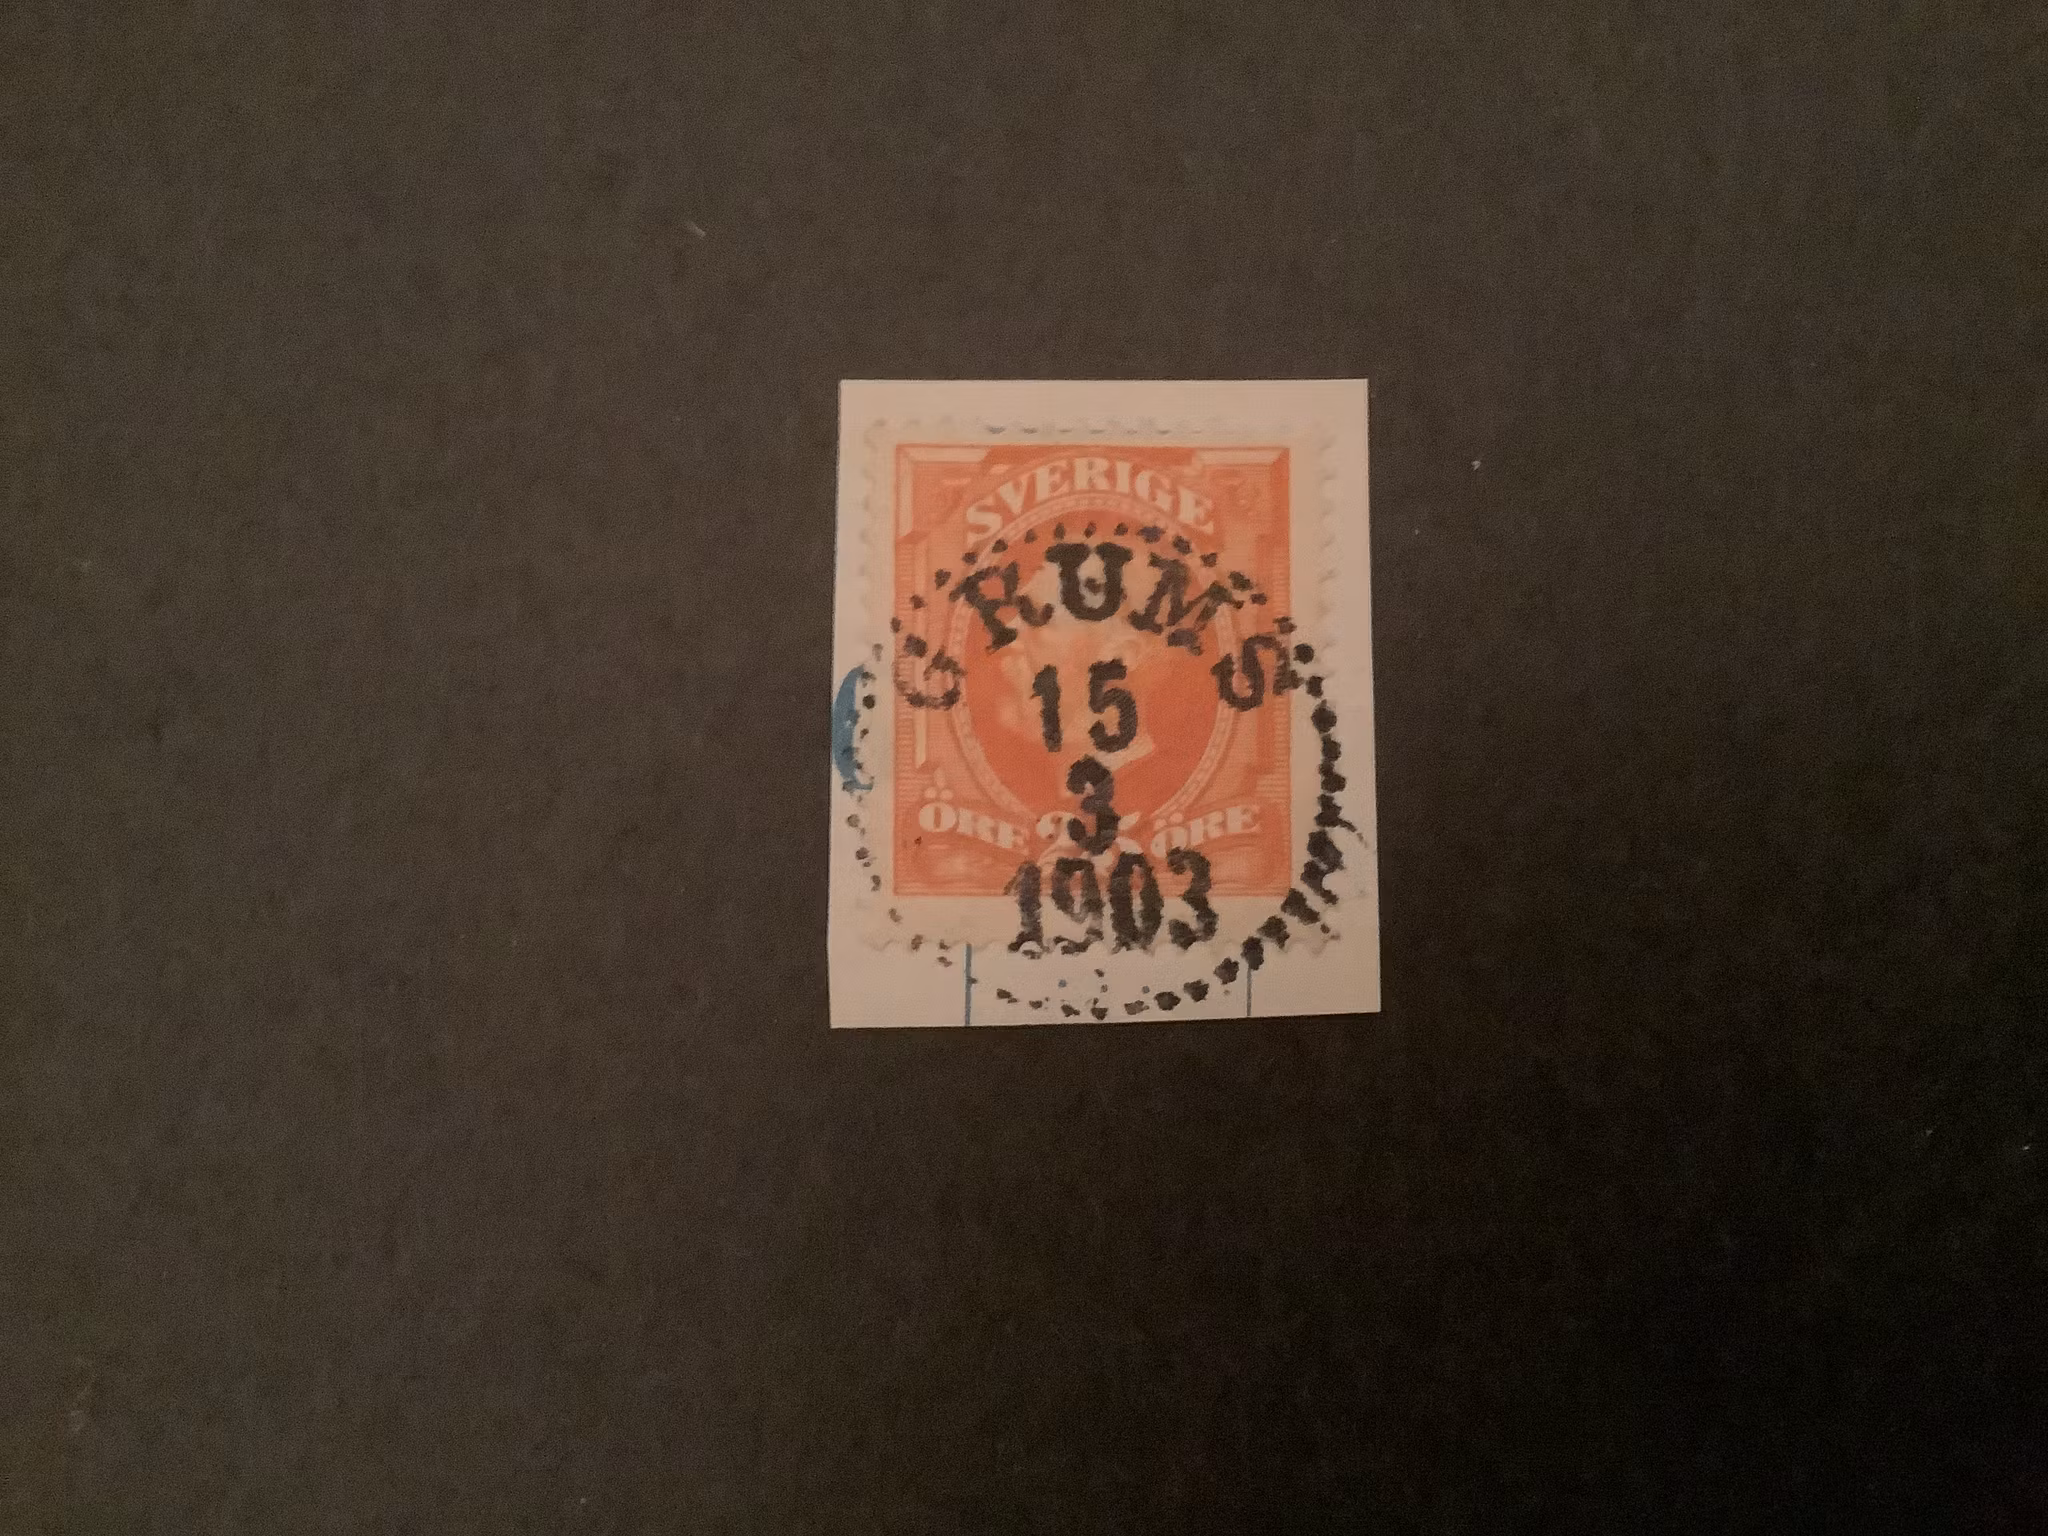 SVERIGE
GRUMS
15
3
ÖRE ÖRE
1903